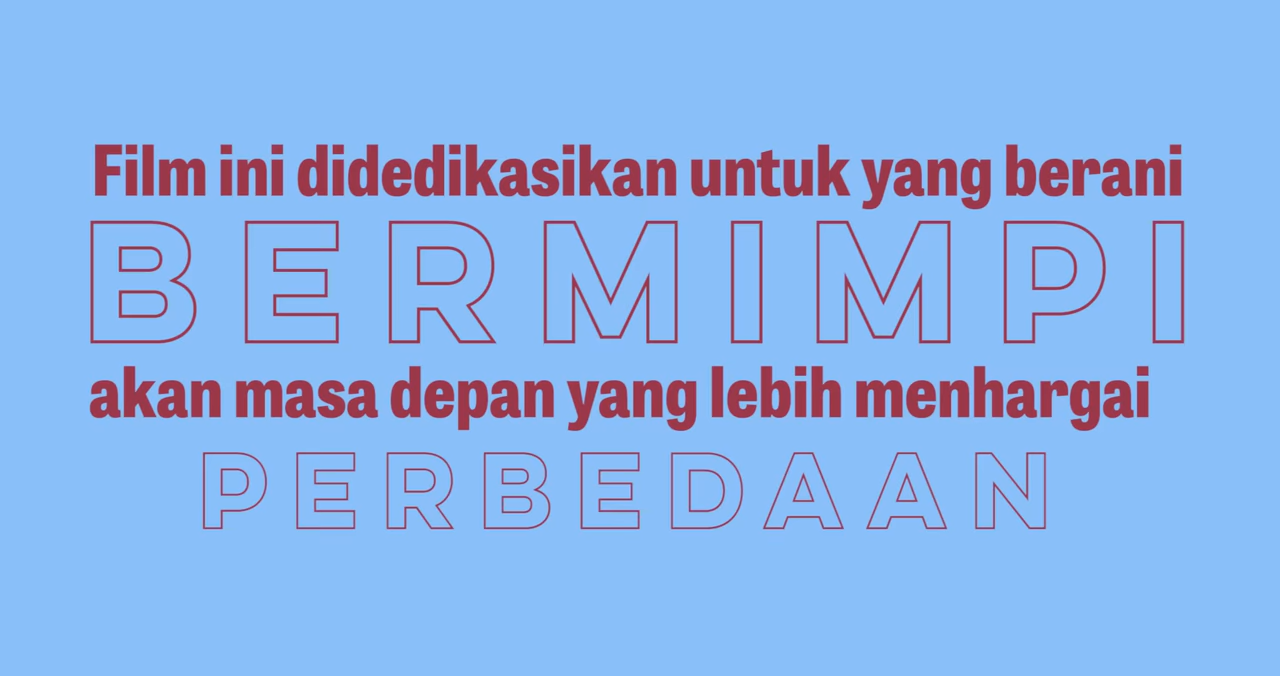 Film ini didedikasikan untuk yang berani
BERMIMPI
akan masa depan yang lebih menhargai
PERBEDAAN